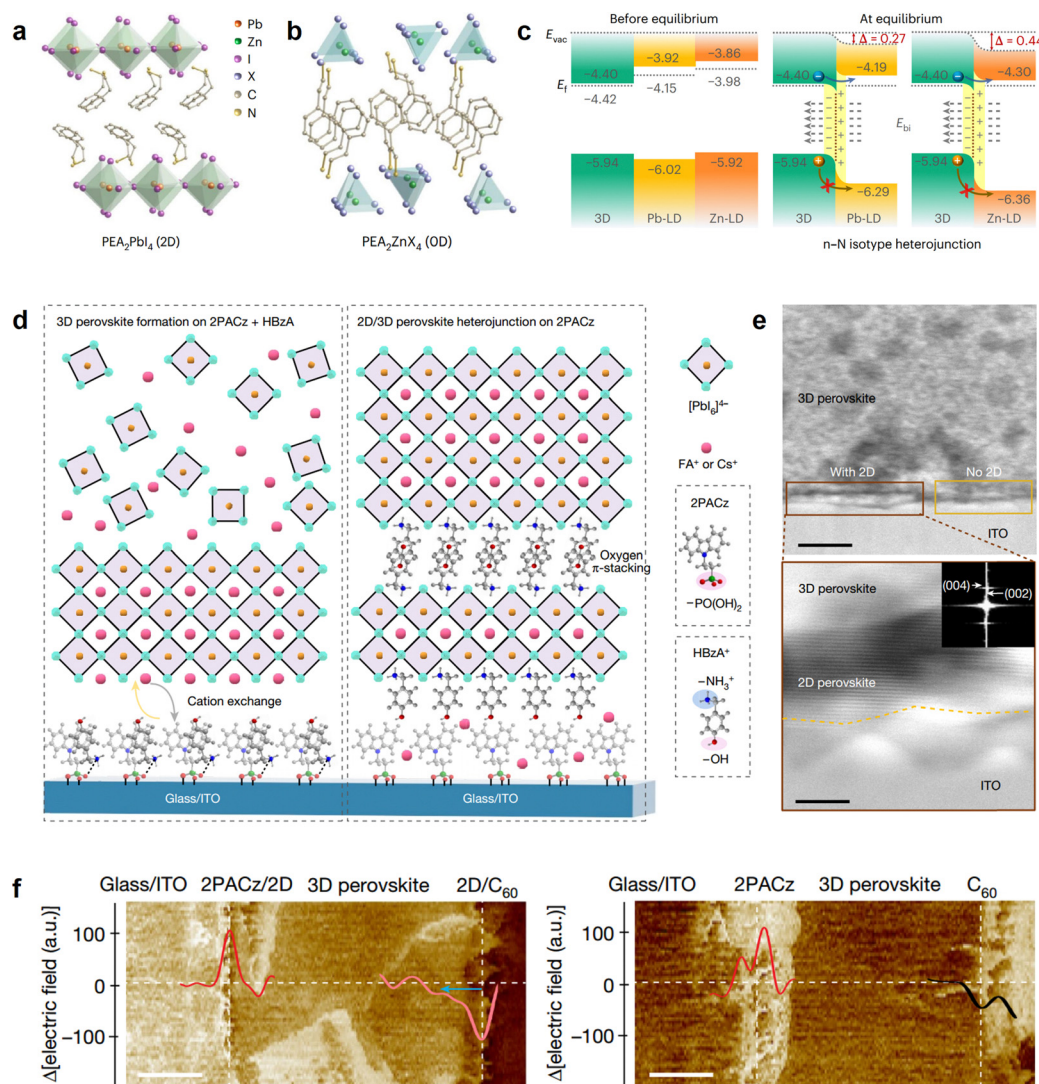 a
Pb
Zn
I
X
C
N
PEA₂PbI₄ (2D)
b
PEA₂ZnX₄ (0D)
c
Before equilibrium
At equilibrium
Evac
Δ = 0.27
Δ = 0.44
−3.92
−3.86
−4.40
−4.40
−4.19
−4.40
−4.30
Ef
−4.42
−4.15
−3.98
Ebi
−5.94
−6.02
−5.92
−5.94
−6.29
−5.94
−6.36
3D
Pb-LD
Zn-LD
3D
Pb-LD
3D
Zn-LD
n–N isotype heterojunction
d
3D perovskite formation on 2PACz + HBzA
2D/3D perovskite heterojunction on 2PACz
Oxygen
π-stacking
Cation exchange
Glass/ITO
Glass/ITO
[PbI₆]⁴⁻
FA⁺ or Cs⁺
2PACz
−PO(OH)₂
HBzA⁺
−NH₃⁺
−OH
e
3D perovskite
With 2D
No 2D
ITO
3D perovskite
(004)
(002)
2D perovskite
ITO
f
Glass/ITO
2PACz/2D
3D perovskite
2D/C₆₀
Δ[electric field (a.u.)]
100
0
−100
Glass/ITO
2PACz
3D perovskite
C₆₀
Δ[electric field (a.u.)]
100
0
−100